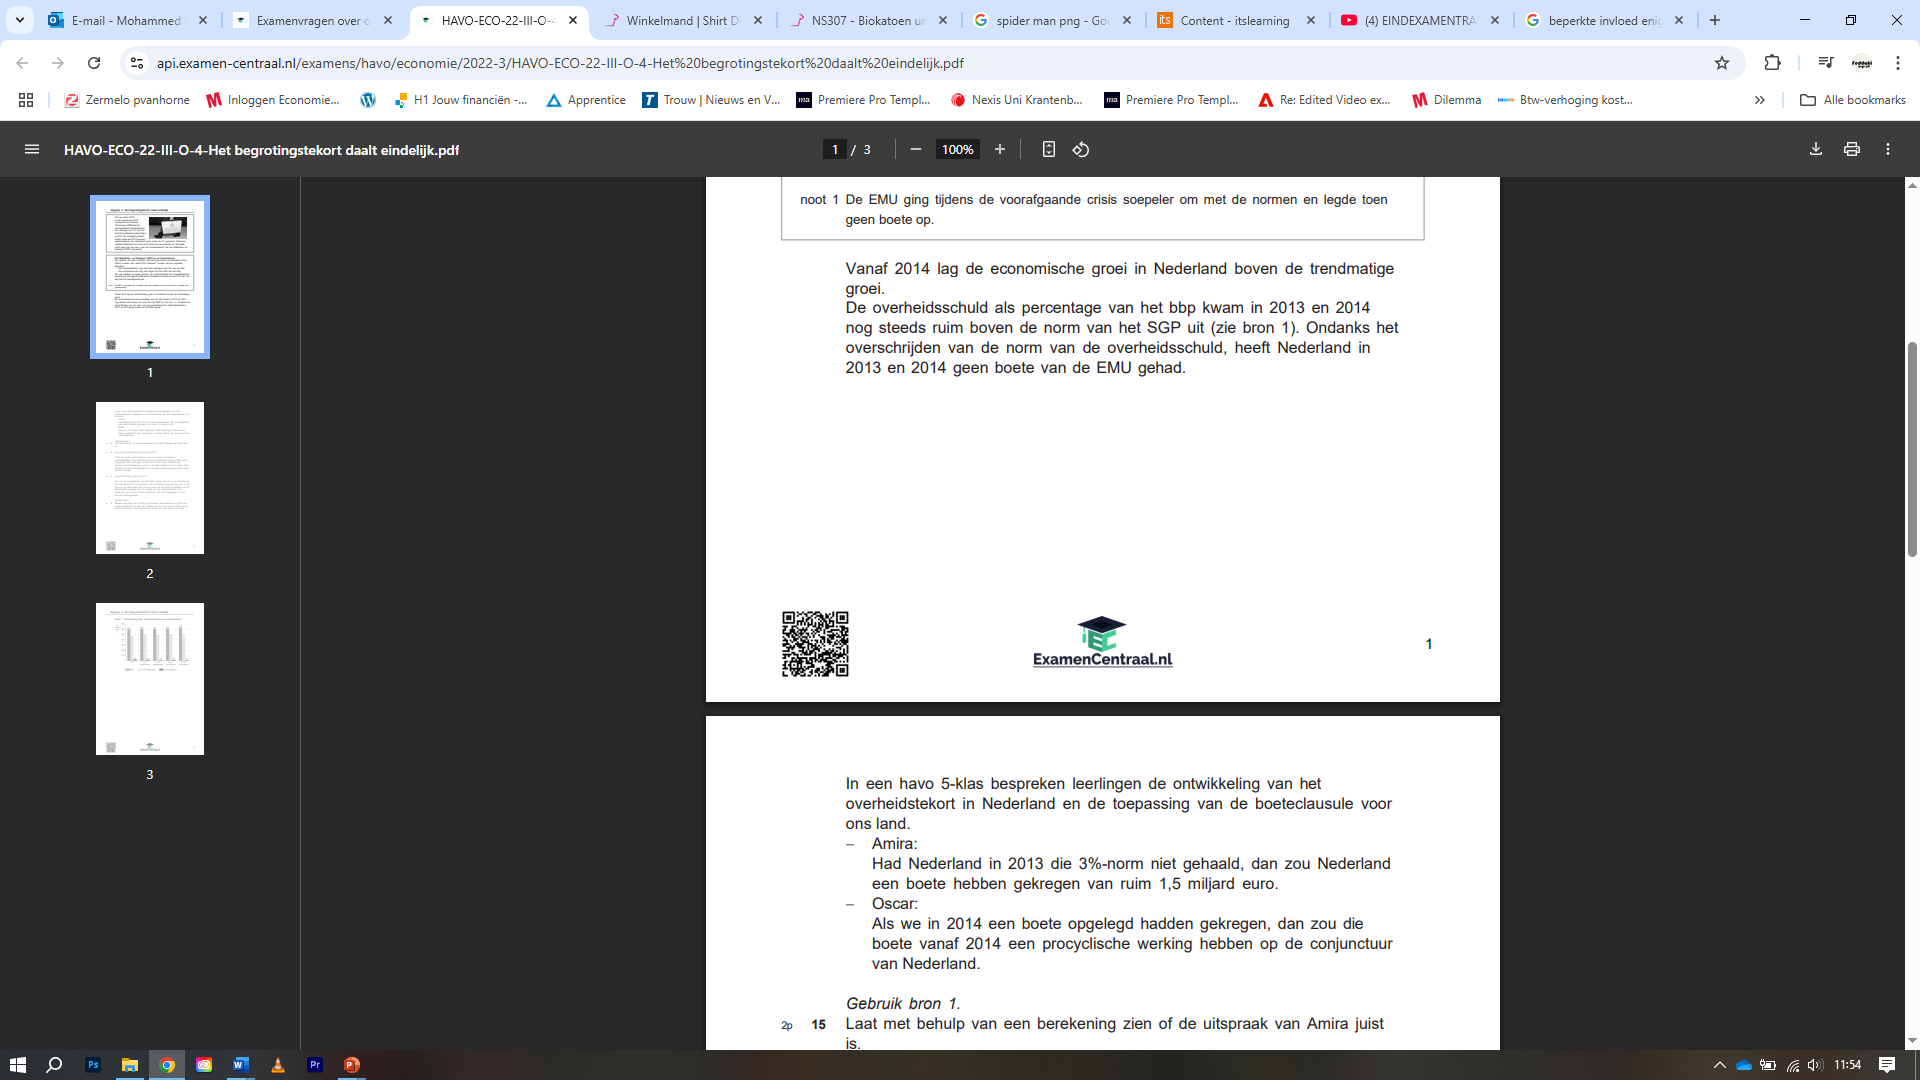 E-mail - Mohammed
Examenvragen over o
HAVO-ECO-22-III-O-4
Winkelmand | Shirt D
NS307 - Biokatoen un
spider man png - Goo
its
Content - itslearning
(4) EINDEXAMENTRA
beperkte invloed enig
api.examen-centraal.nl/examens/havo/economie/2022-3/HAVO-ECO-22-III-O-4-Het%20begrotingstekort%20daalt%20eindelijk.pdf
Zermelo pvanhorne
Inloggen Economie...
H1 Jouw financiën -...
Apprentice
Trouw | Nieuws en V...
Premiere Pro Templ...
Nexis Uni Krantenb...
Premiere Pro Templ...
Re: Edited Video ex...
Dilemma
Btw-verhoging kost...
Alle bookmarks
HAVO-ECO-22-III-O-4-Het begrotingstekort daalt eindelijk.pdf
1 / 3
100%
1
2
3
noot 1 De EMU ging tijdens de voorafgaande crisis soepeler om met de normen en legde toen
geen boete op.
Vanaf 2014 lag de economische groei in Nederland boven de trendmatige
groei.
De overheidsschuld als percentage van het bbp kwam in 2013 en 2014
nog steeds ruim boven de norm van het SGP uit (zie bron 1). Ondanks het
overschrijden van de norm van de overheidsschuld, heeft Nederland in
2013 en 2014 geen boete van de EMU gehad.
EC
ExamenCentraal.nl
1
In een havo 5-klas bespreken leerlingen de ontwikkeling van het
overheidstekort in Nederland en de toepassing van de boeteclausule voor
ons land.
– Amira:
Had Nederland in 2013 die 3%-norm niet gehaald, dan zou Nederland
een boete hebben gekregen van ruim 1,5 miljard euro.
– Oscar:
Als we in 2014 een boete opgelegd hadden gekregen, dan zou die
boete vanaf 2014 een procyclische werking hebben op de conjunctuur
van Nederland.
Gebruik bron 1.
2p 15 Laat met behulp van een berekening zien of de uitspraak van Amira juist
is.
Ps
Pr
11:54